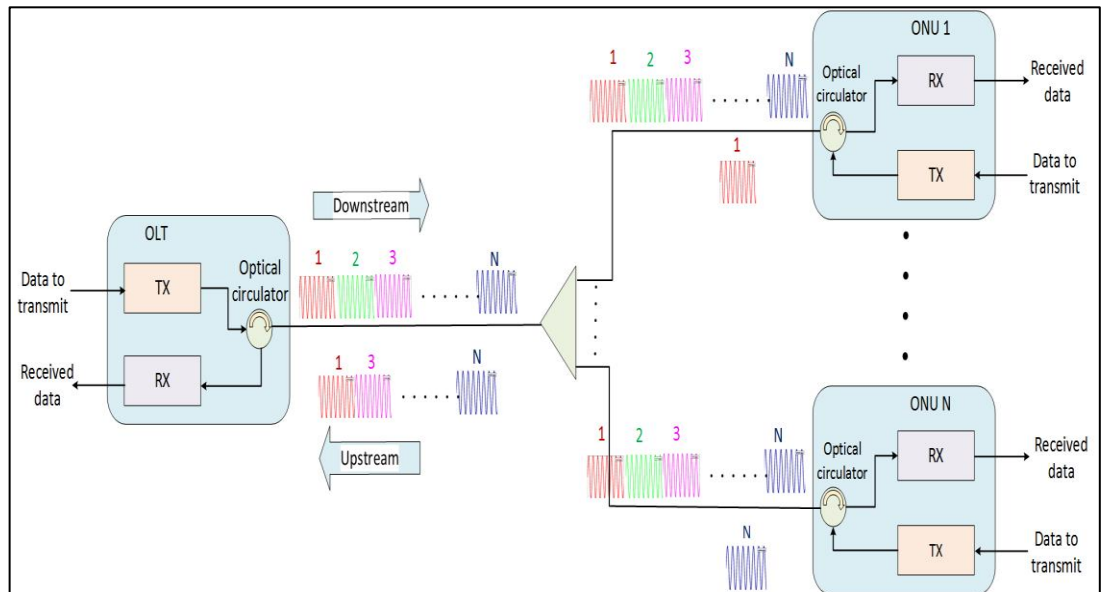 ONU 1
1 2 3 N
Optical
circulator
RX
Received
data
1
TX
Data to
transmit
Downstream
OLT
Data to
transmit
TX
Optical
circulator
1 2 3 N
Received
data
RX
1 3 N
Upstream
ONU N
1 2 3 N
Optical
circulator
RX
Received
data
N
TX
Data to
transmit